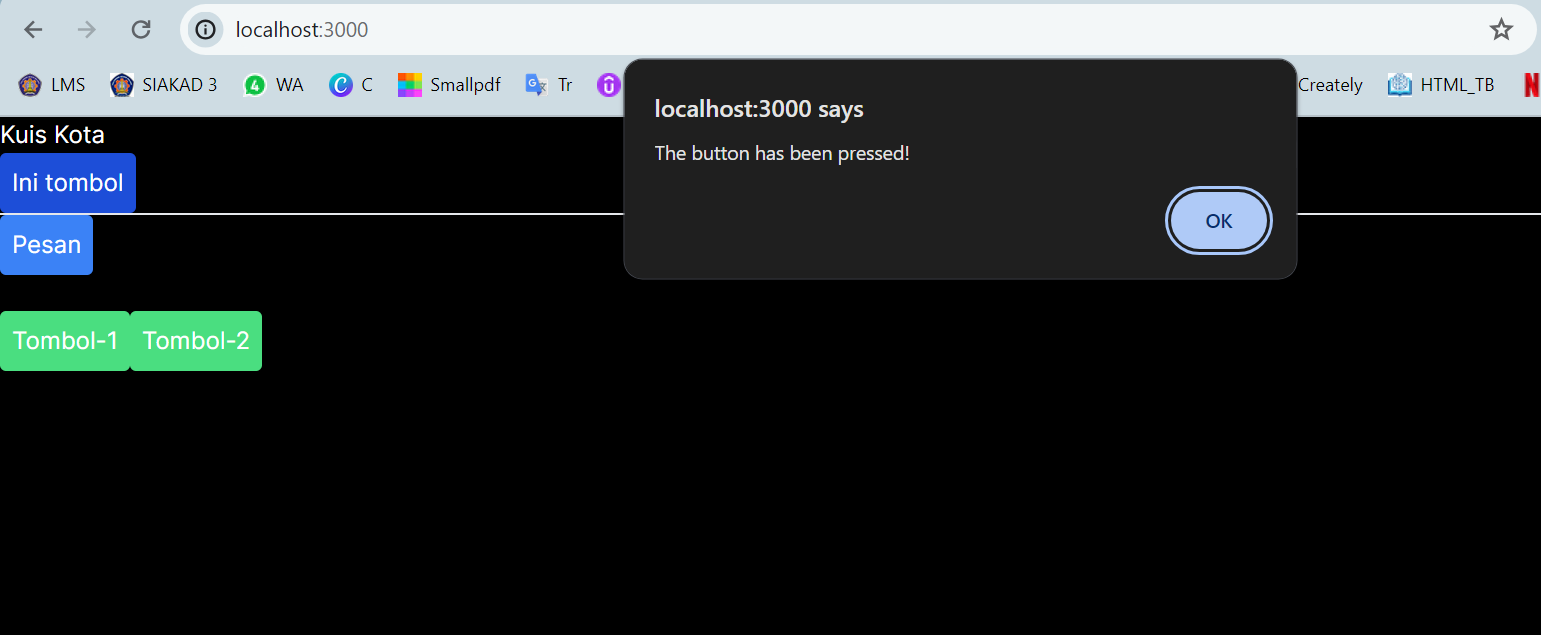 localhost:3000
LMS SIAKAD 3 WA C Smallpdf Tr Creately HTML_TB
localhost:3000 says
The button has been pressed!
OK
Kuis Kota
Ini tombol
Pesan
Tombol-1 Tombol-2